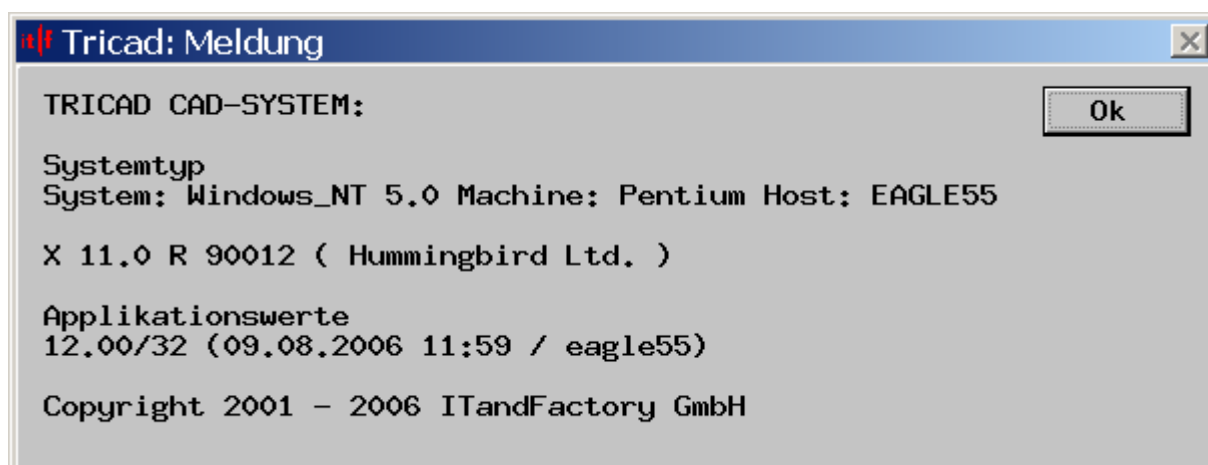 itlf Tricad: Meldung
TRICAD CAD-SYSTEM:
Ok
Systemtyp
System: Windows_NT 5.0 Machine: Pentium Host: EAGLE55
X 11.0 R 90012 ( Hummingbird Ltd. )
Applikationswerte
12.00/32 (09.08.2006 11:59 / eagle55)
Copyright 2001 - 2006 ITandFactory GmbH